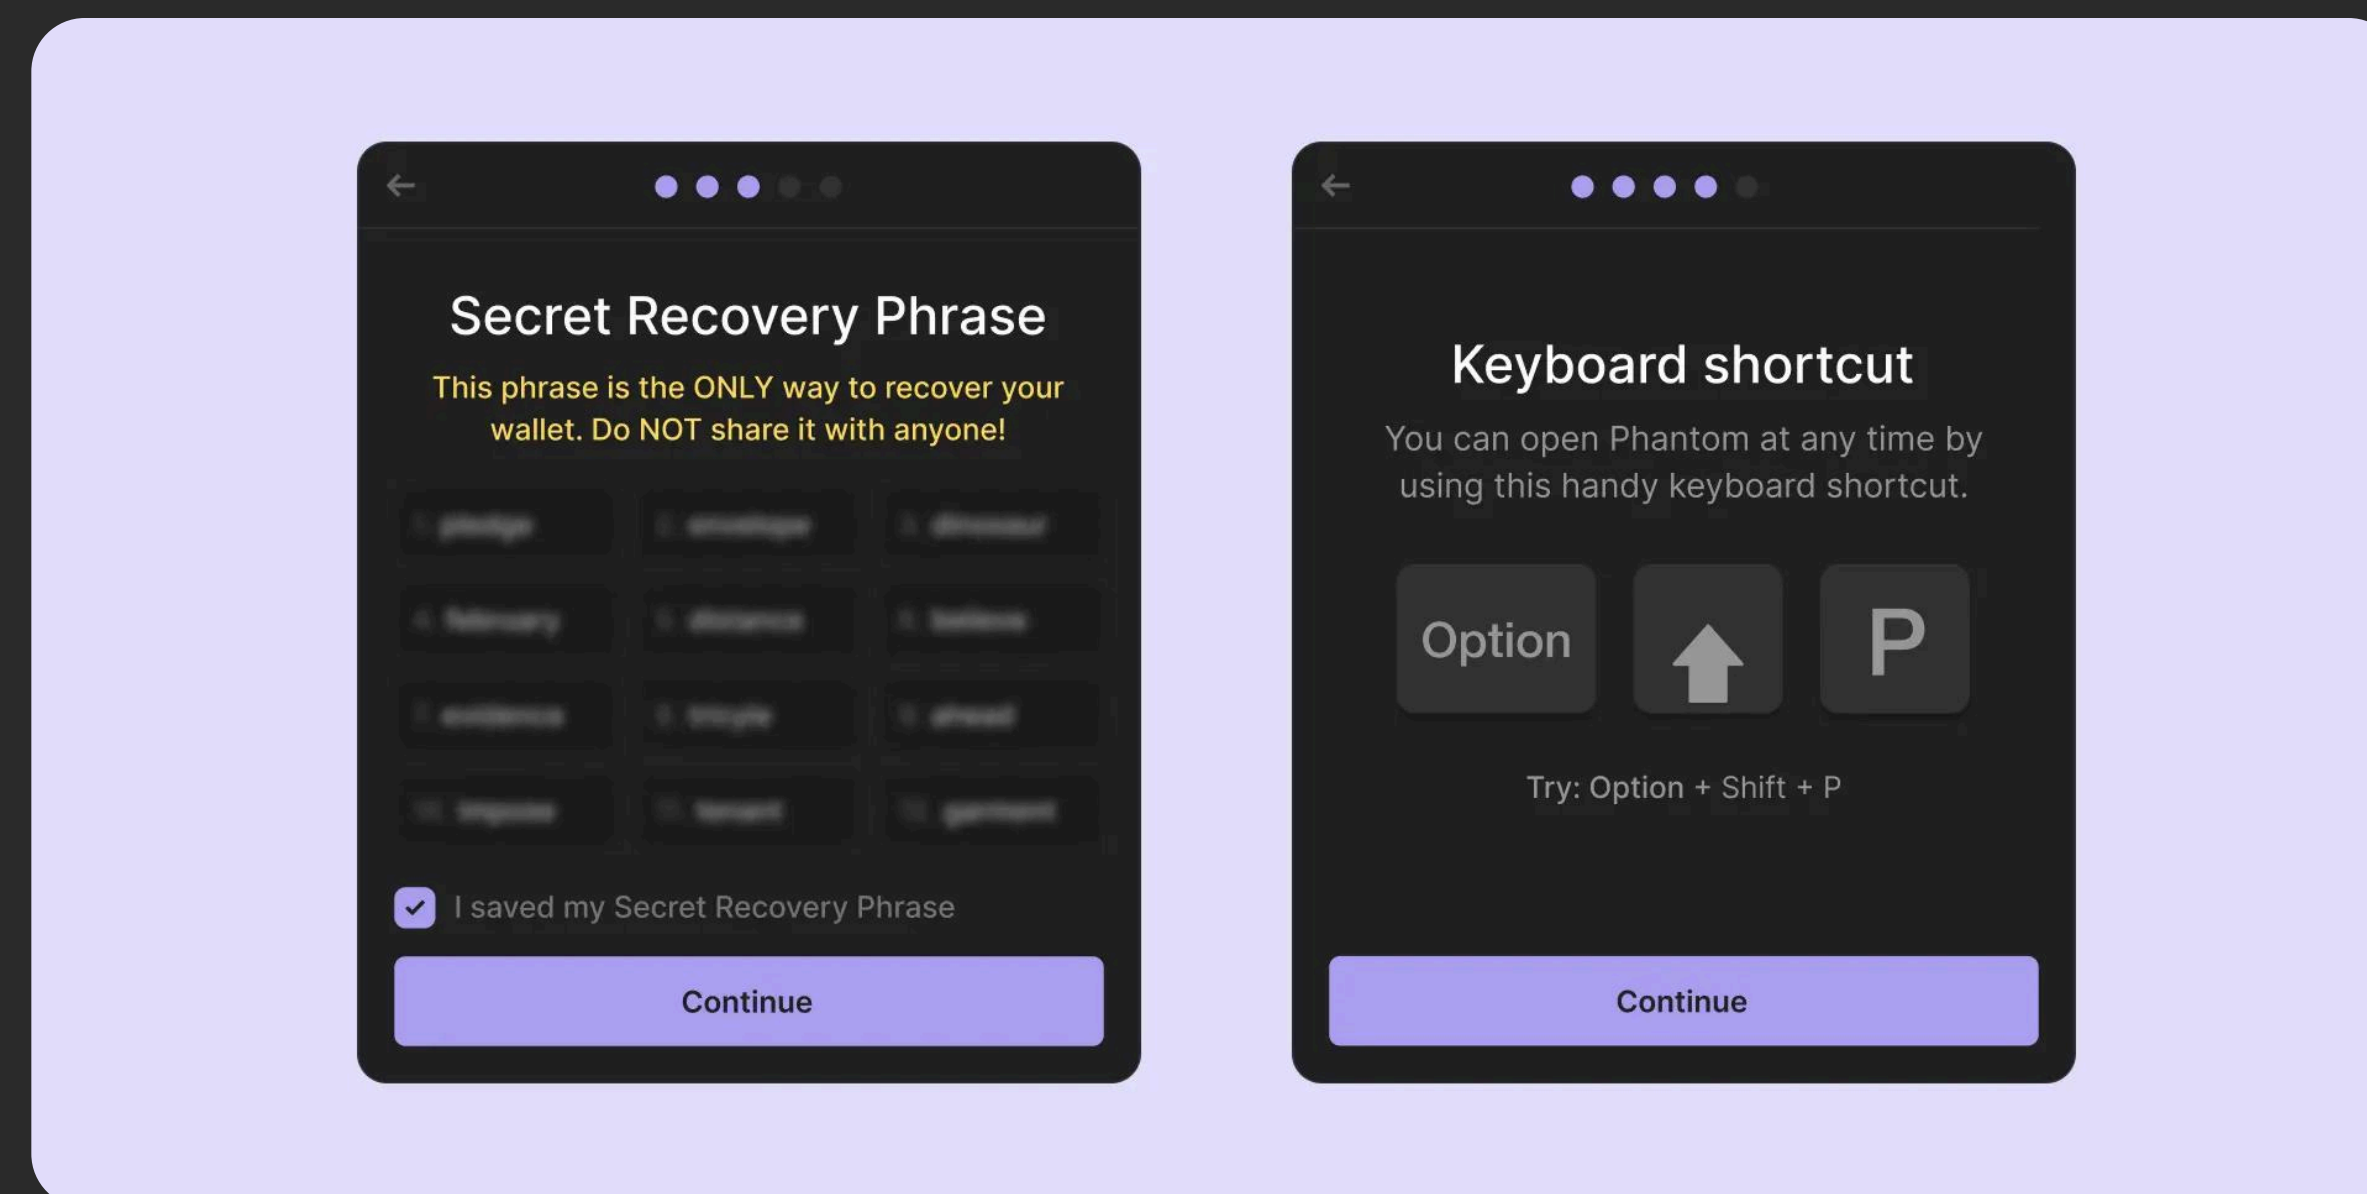 Secret Recovery Phrase
This phrase is the ONLY way to recover your
wallet. Do NOT share it with anyone!
I saved my Secret Recovery Phrase
Continue
Keyboard shortcut
You can open Phantom at any time by
using this handy keyboard shortcut.
Option P
Try: Option + Shift + P
Continue